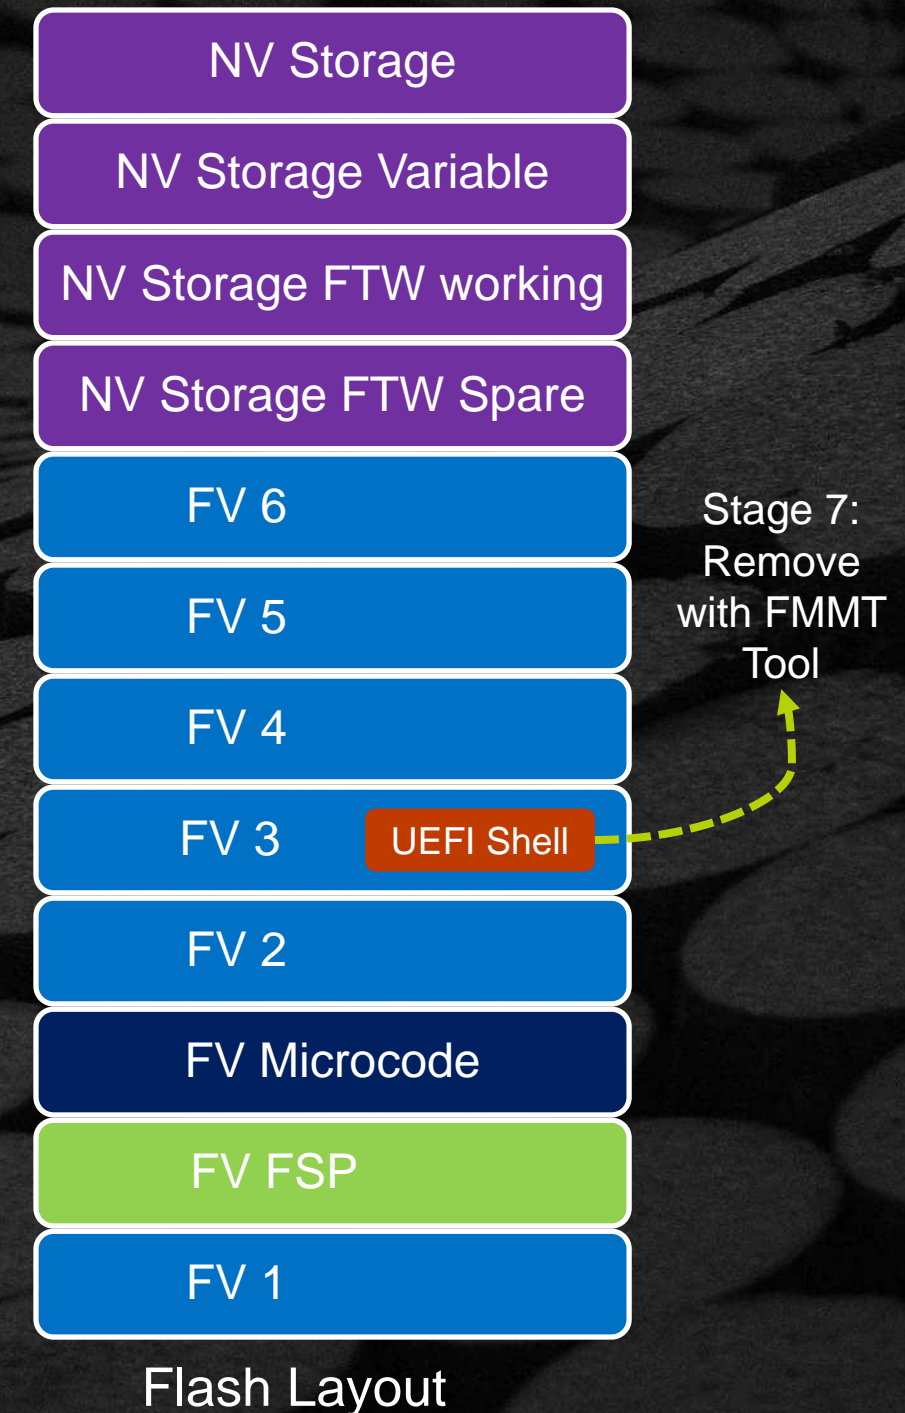 NV Storage
NV Storage Variable
NV Storage FTW working
NV Storage FTW Spare
FV 6
FV 5
FV 4
FV 3
UEFI Shell
FV 2
FV Microcode
FV FSP
FV 1
Flash Layout
Stage 7:
Remove
with FMMT
Tool